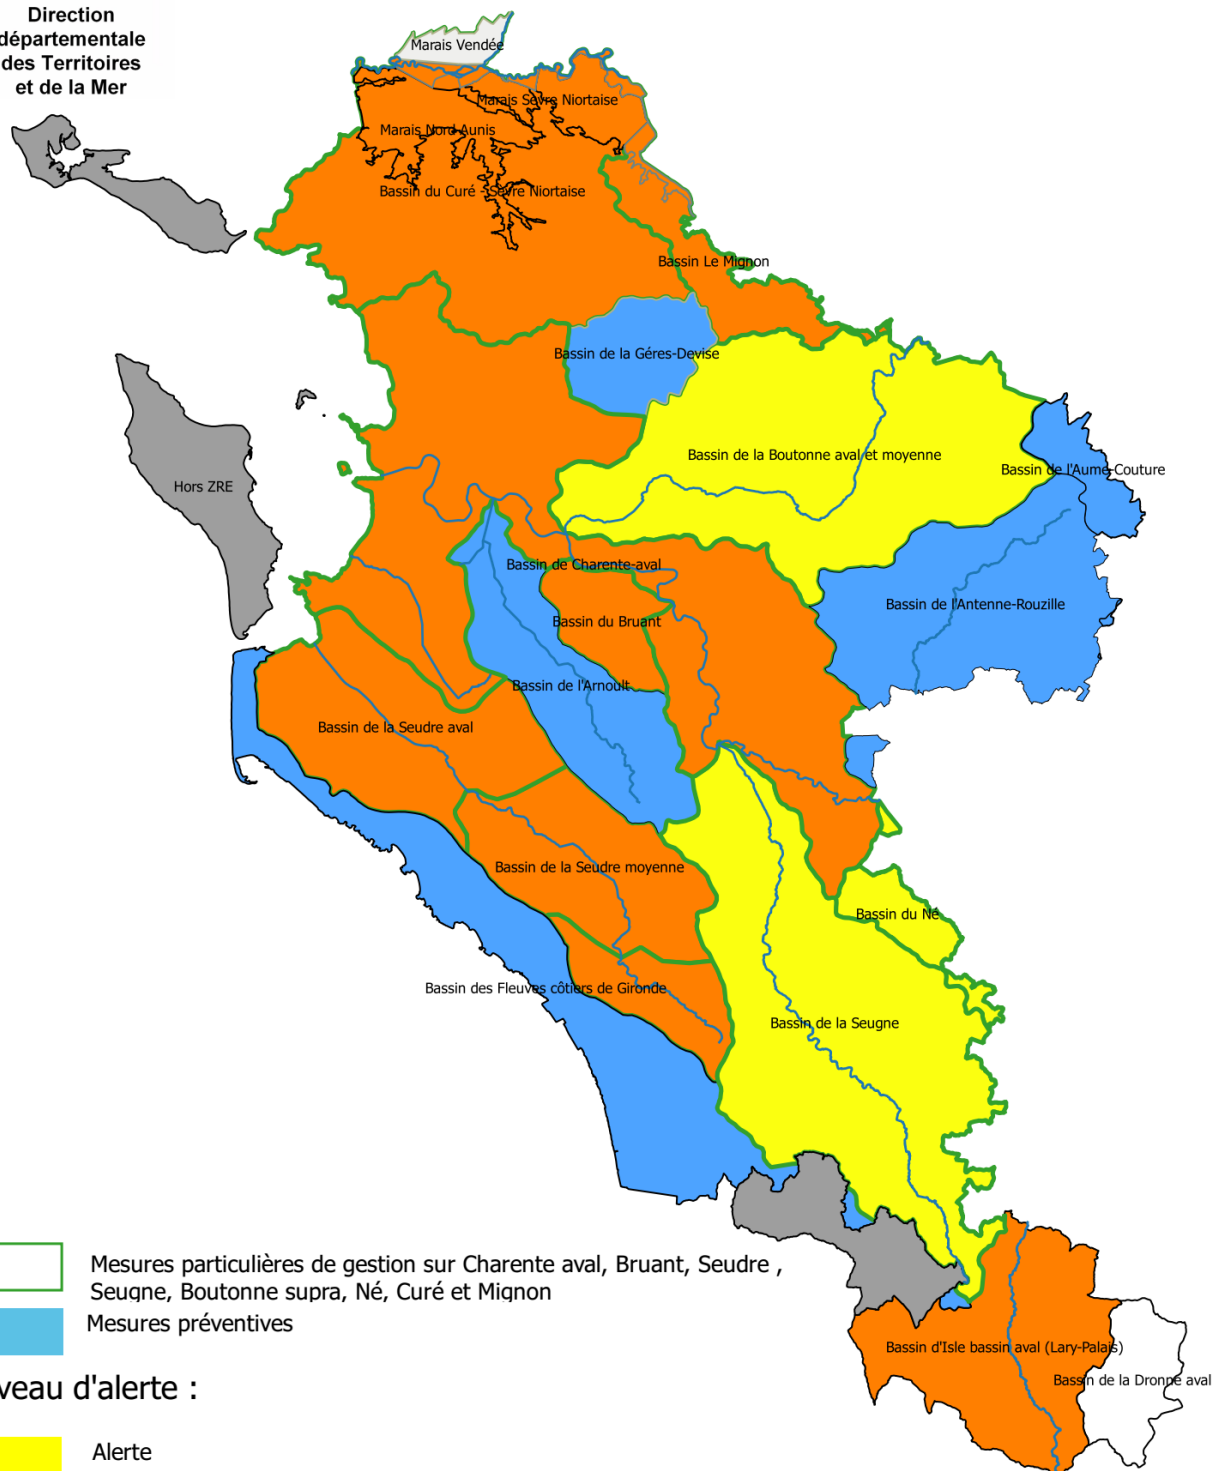 Direction
départementale
des Territoires
et de la Mer
Marais Vendée
Marais Sèvre Niortaise
Marais Nord Aunis
Bassin du Curé - Sèvre Niortaise
Bassin Le Mignon
Bassin de la Géres-Devise
Bassin de la Boutonne aval et moyenne
Bassin de l'Aume-Couture
Hors ZRE
Bassin de Charente-aval
Bassin de l'Antenne-Rouzille
Bassin du Bruant
Bassin de l'Arnoult
Bassin de la Seudre aval
Bassin de la Seudre moyenne
Bassin du Né
Bassin des Fleuves côtiers de Gironde
Bassin de la Seugne
Mesures particulières de gestion sur Charente aval, Bruant, Seudre ,
Seugne, Boutonne supra, Né, Curé et Mignon
Mesures préventives
Bassin d'Isle bassin aval (Lary-Palais)
Bassin de la Dronne aval
veau d'alerte :
Alerte